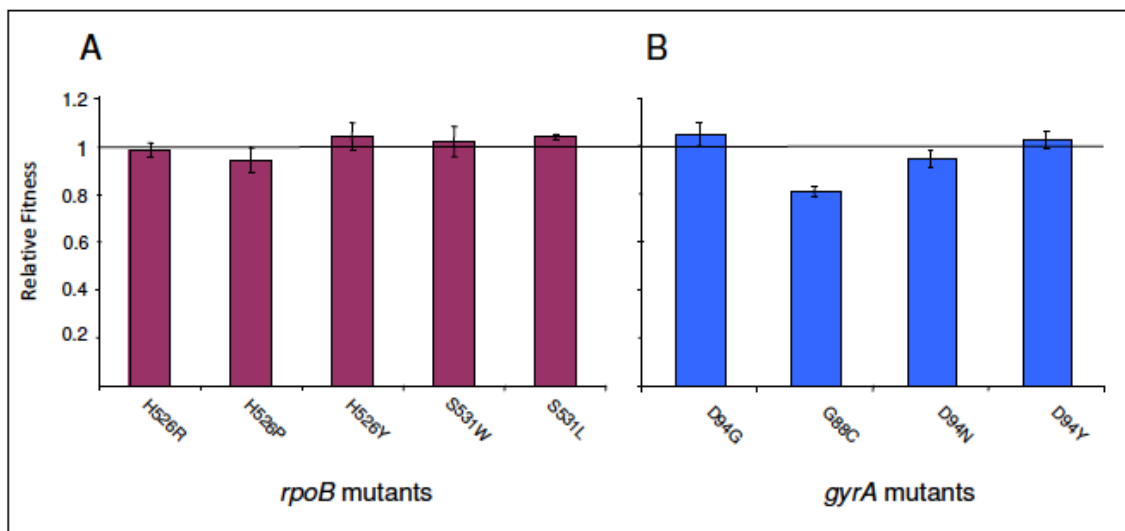 A
B
Relative Fitness
1.2
1
0.8
0.6
0.4
0.2
H526R
H526P
H526Y
S531W
S531L
D94G
G88C
D94N
D94Y
rpoB mutants
gyrA mutants